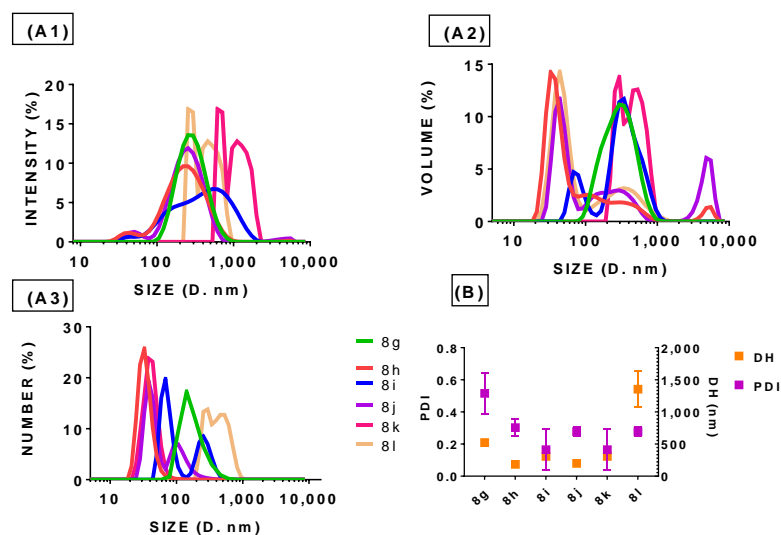 (A1)
20
15
10
5
0
INTENSITY (%)
10
100
1,000
10,000
SIZE (D. nm)
(A2)
15
10
5
0
VOLUME (%)
10
100
1,000
10,000
SIZE (D. nm)
(A3)
30
20
10
0
NUMBER (%)
10
100
1,000
10,000
SIZE (D. nm)
8g
8h
8i
8j
8k
8l
(B)
0.8
0.6
0.4
0.2
0.0
PDI
2,000
1,500
1,000
500
0
DH (nm)
8g
8h
8i
8j
8k
8l
DH
PDI